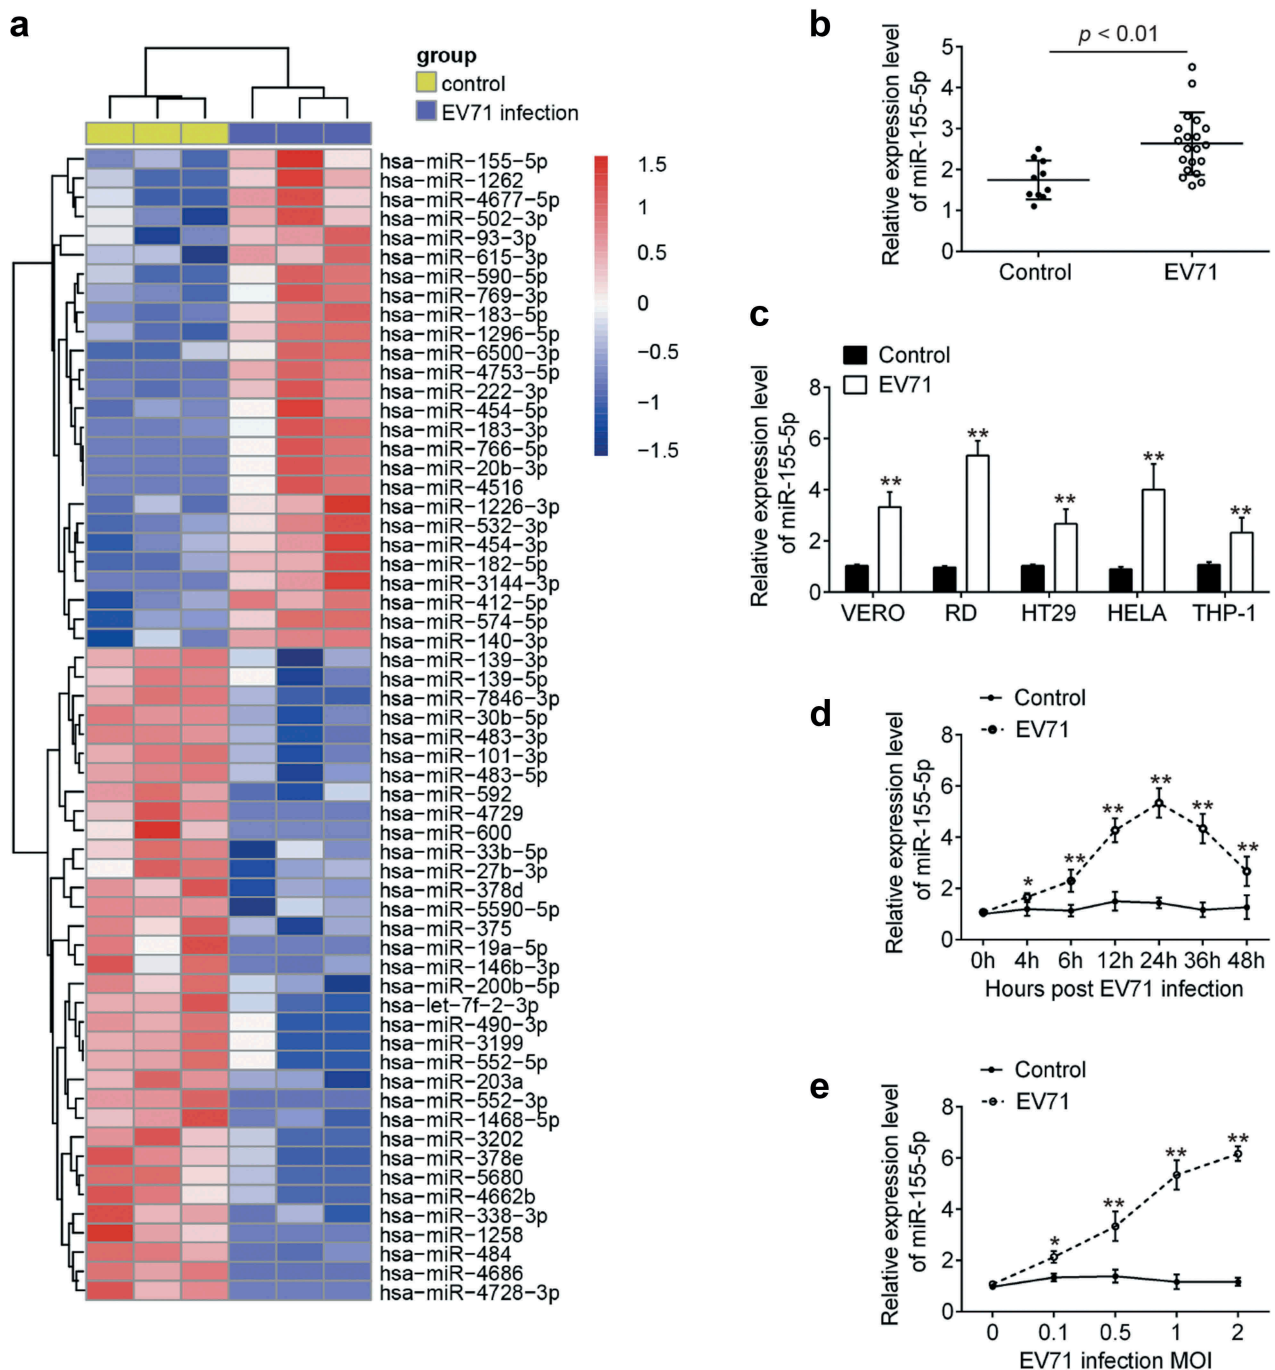 a
group
control
EV71 infection
hsa-miR-155-5p
hsa-miR-1262
hsa-miR-4677-5p
hsa-miR-502-3p
hsa-miR-93-3p
hsa-miR-615-3p
hsa-miR-590-5p
hsa-miR-769-3p
hsa-miR-183-5p
hsa-miR-1296-5p
hsa-miR-6500-3p
hsa-miR-4753-5p
hsa-miR-222-3p
hsa-miR-454-5p
hsa-miR-183-3p
hsa-miR-766-5p
hsa-miR-20b-3p
hsa-miR-4516
hsa-miR-1226-3p
hsa-miR-532-3p
hsa-miR-454-3p
hsa-miR-182-5p
hsa-miR-3144-3p
hsa-miR-412-5p
hsa-miR-574-5p
hsa-miR-140-3p
hsa-miR-139-3p
hsa-miR-139-5p
hsa-miR-7846-3p
hsa-miR-30b-5p
hsa-miR-483-3p
hsa-miR-101-3p
hsa-miR-483-5p
hsa-miR-592
hsa-miR-4729
hsa-miR-600
hsa-miR-33b-5p
hsa-miR-27b-3p
hsa-miR-378d
hsa-miR-5590-5p
hsa-miR-375
hsa-miR-19a-5p
hsa-miR-146b-3p
hsa-miR-200b-5p
hsa-let-7f-2-3p
hsa-miR-490-3p
hsa-miR-3199
hsa-miR-552-5p
hsa-miR-203a
hsa-miR-552-3p
hsa-miR-1468-5p
hsa-miR-3202
hsa-miR-378e
hsa-miR-5680
hsa-miR-4662b
hsa-miR-338-3p
hsa-miR-1258
hsa-miR-484
hsa-miR-4686
hsa-miR-4728-3p
1.5
1
0.5
0
-0.5
-1
-1.5
b
Relative expression level
of miR-155-5p
p < 0.01
5
4
3
2
1
0
Control
EV71
c
Control
EV71
Relative expression level
of miR-155-5p
8
6
4
2
0
** ** ** ** **
VERO RD HT29 HELA THP-1
d
Control
EV71
Relative expression level
of miR-155-5p
8
6
4
2
0
* ** ** ** ** **
0h 4h 6h 12h 24h 36h 48h
Hours post EV71 infection
e
Control
EV71
Relative expression level
of miR-155-5p
8
6
4
2
0
* ** ** **
0 0.1 0.5 1 2
EV71 infection MOI